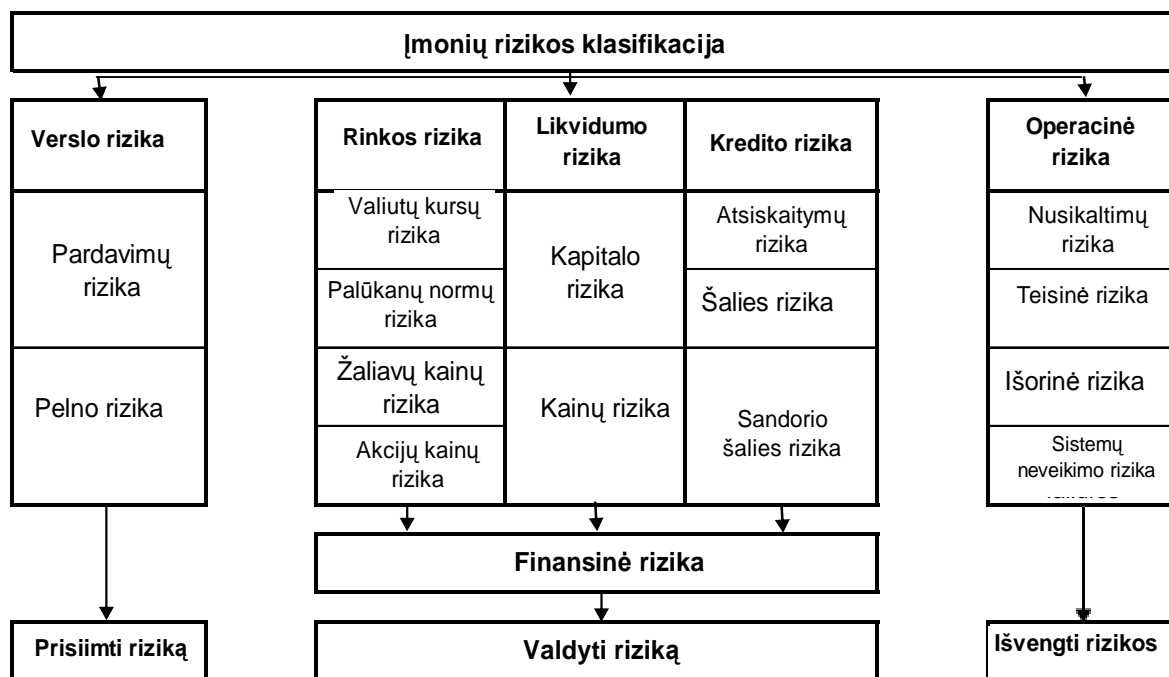 Įmonių rizikos klasifikacija
Verslo rizika
Pardavimų
rizika
Pelno rizika
Prisiimti riziką
Rinkos rizika
Valiutų kursų
rizika
Palūkanų normų
rizika
Žaliavų kainų
rizika
Akcijų kainų
rizika
Likvidumo
rizika
Kapitalo
rizika
Kainų rizika
Kredito rizika
Atsiskaitymų
rizika
Šalies rizika
Sandorio
šalies rizika
Finansinė rizika
Valdyti riziką
Operacinė
rizika
Nusikaltimų
rizika
Teisinė rizika
Išorinė rizika
Sistemų
neveikimo rizika
Išvengti rizikos